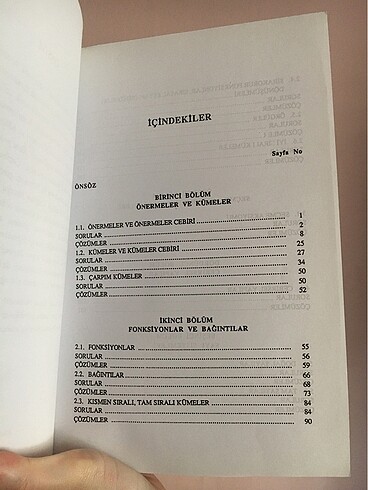 İÇİNDEKİLER
Sayfa No
ÖNSÖZ
BİRİNCİ BÖLÜM
ÖNERMELER VE KÜMELER
1.1. ÖNERMELER VE ÖNERMELER CEBİRİ 1
SORULAR 2
ÇÖZÜMLER 8
1.2. KÜMELER VE KÜMELER CEBİRİ 25
SORULAR 27
ÇÖZÜMLER 34
1.3. ÇARPIM KÜMELER 50
SORULAR 50
ÇÖZÜMLER 52
İKİNCİ BÖLÜM
FONKSİYONLAR VE BAĞINTILAR
2.1. FONKSİYONLAR 55
SORULAR 56
ÇÖZÜMLER 59
2.2. BAĞINTILAR 66
SORULAR 68
ÇÖZÜMLER 73
2.3. KISMEN SIRALI, TAM SIRALI KÜMELER 84
SORULAR 84
ÇÖZÜMLER 90